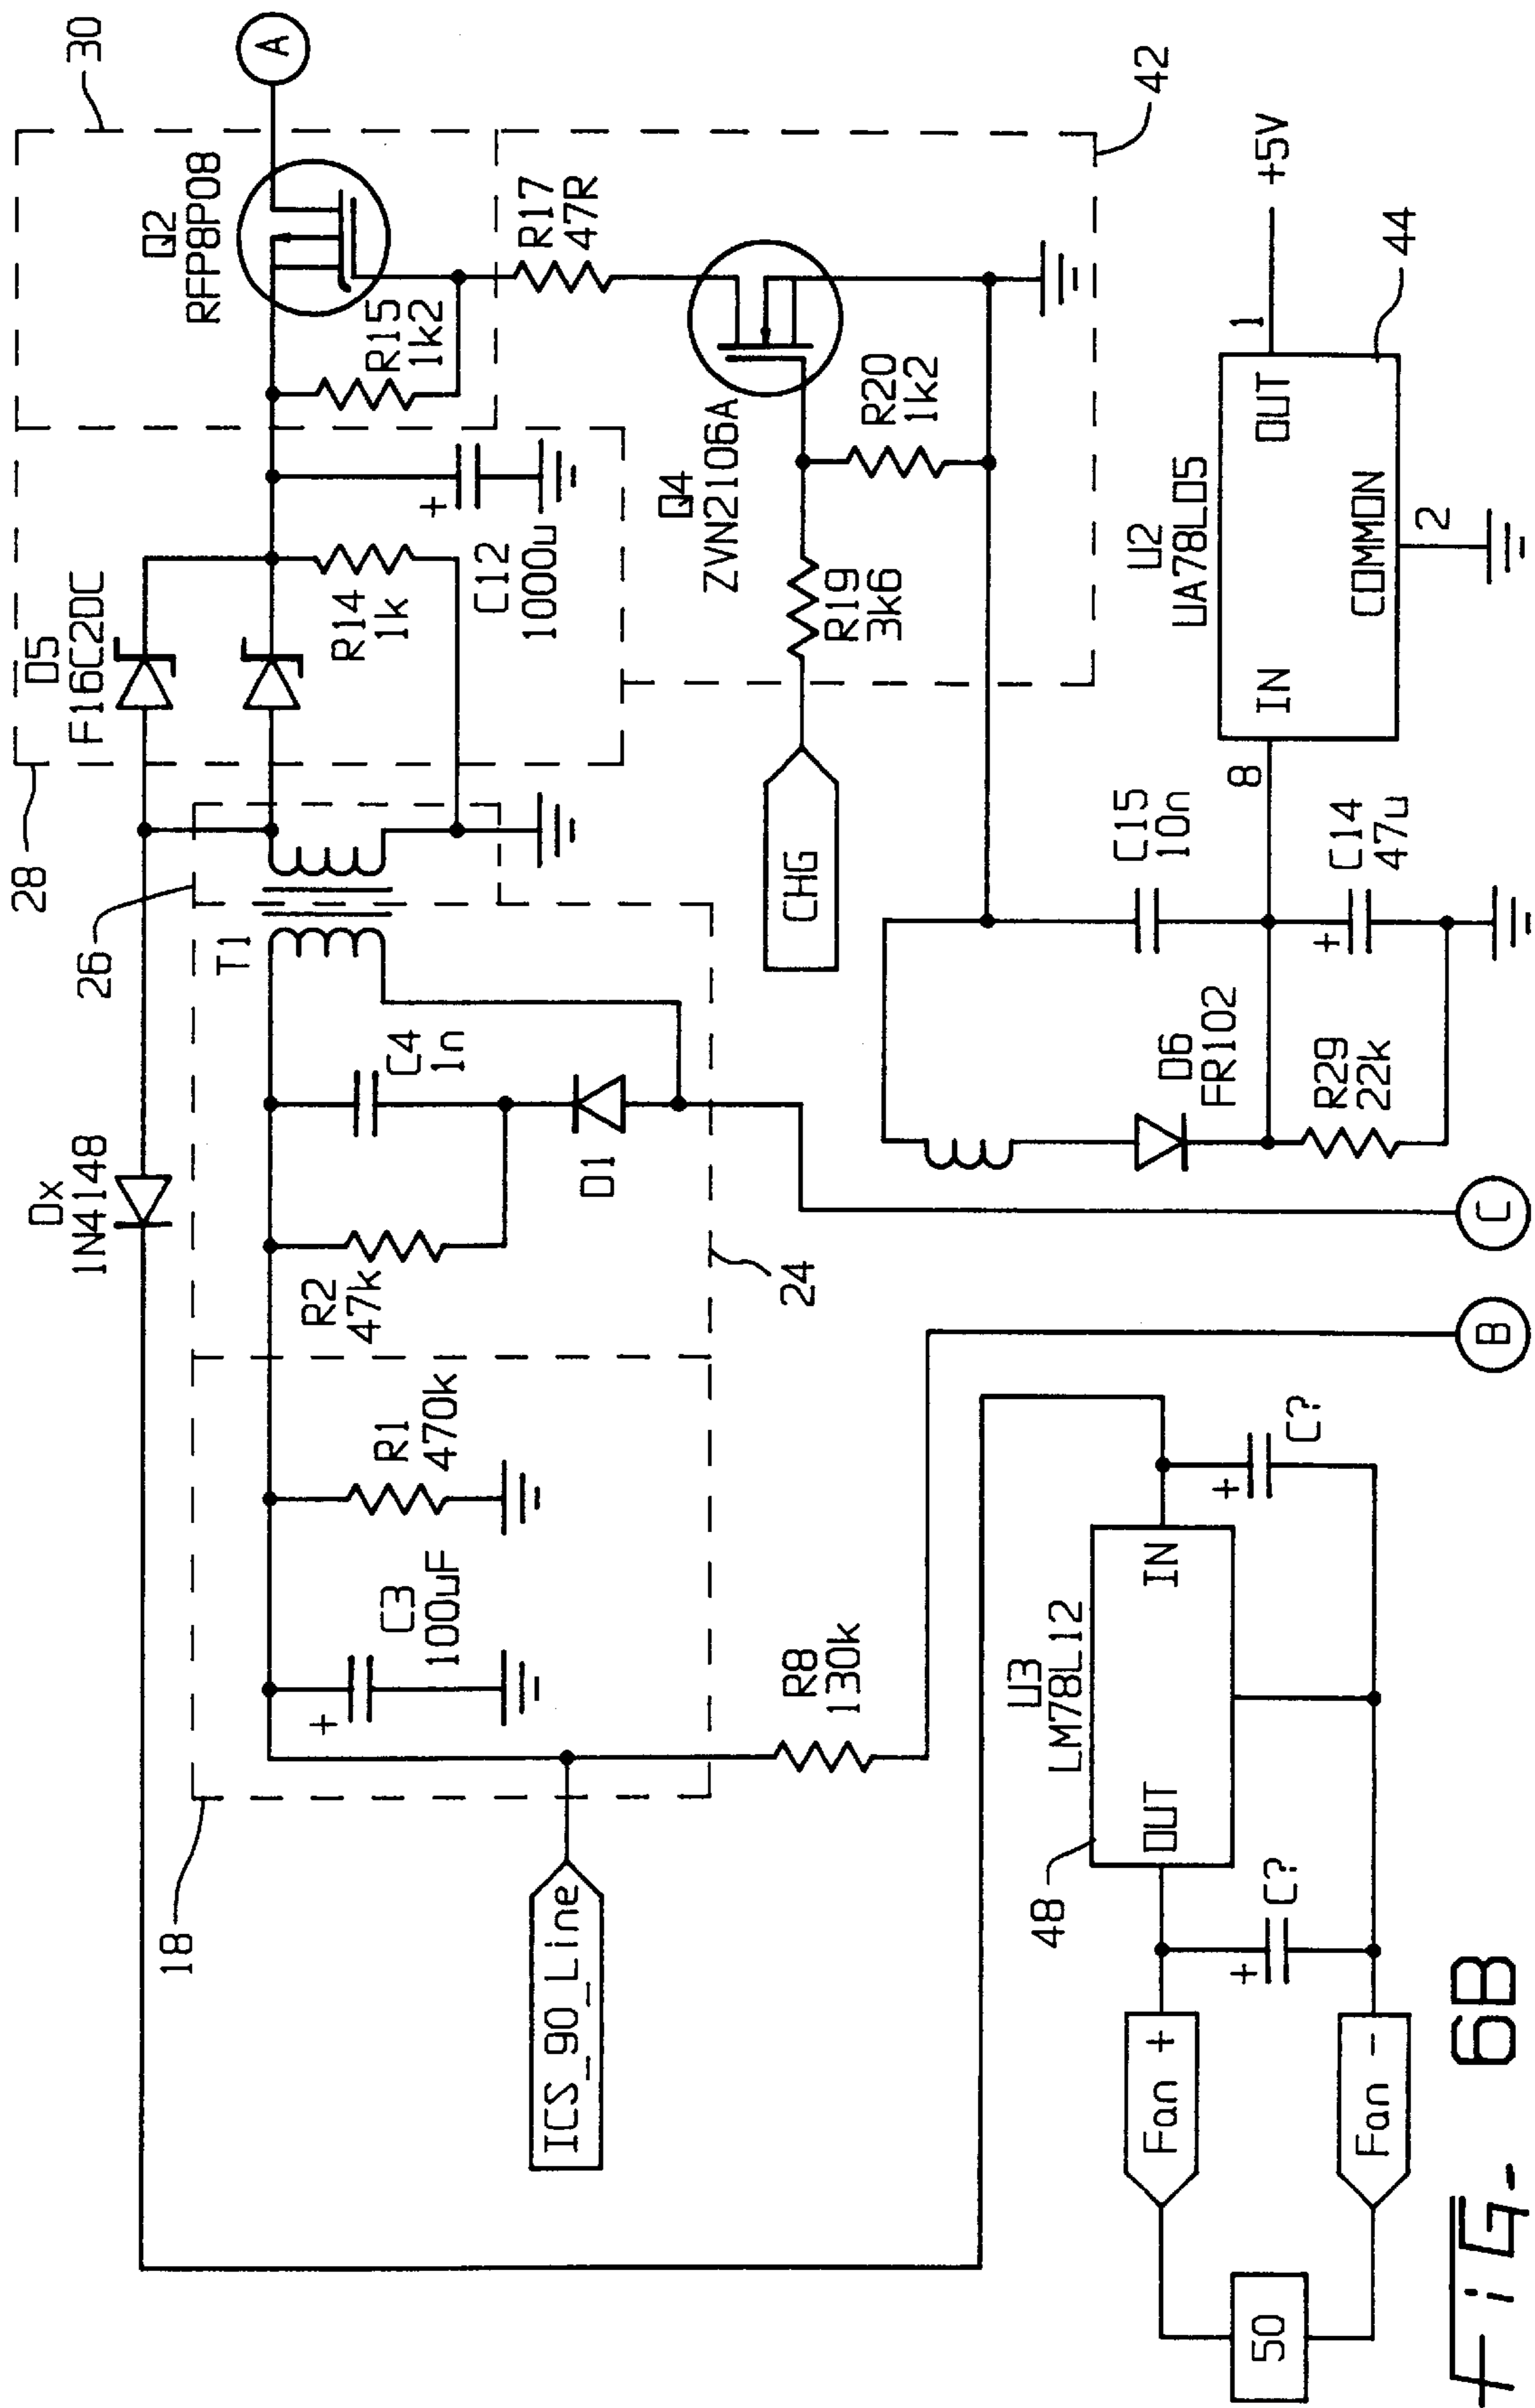 30
A
Q2
RFP8P08
D5
F16C2DC
28
R15
1k2
R17
47R
42
R14
1k
C12
1000u
+
Q4
ZVN2106A
R19
3k6
R20
1k2
CHG
26
T1
Dx
1N4148
C4
1n
R2
47k
D1
24
R1
470k
C3
100uF
+
18
ICS_90_Line
R8
130k
U2
UA78L05
IN
OUT
COMMON
8
1
2
+5V
44
C15
10n
C14
47u
+
D6
FR102
R29
22k
C
B
U3
LM78L12
OUT
IN
48
C?
+
C?
+
Fan +
Fan -
50
FiG. 6B